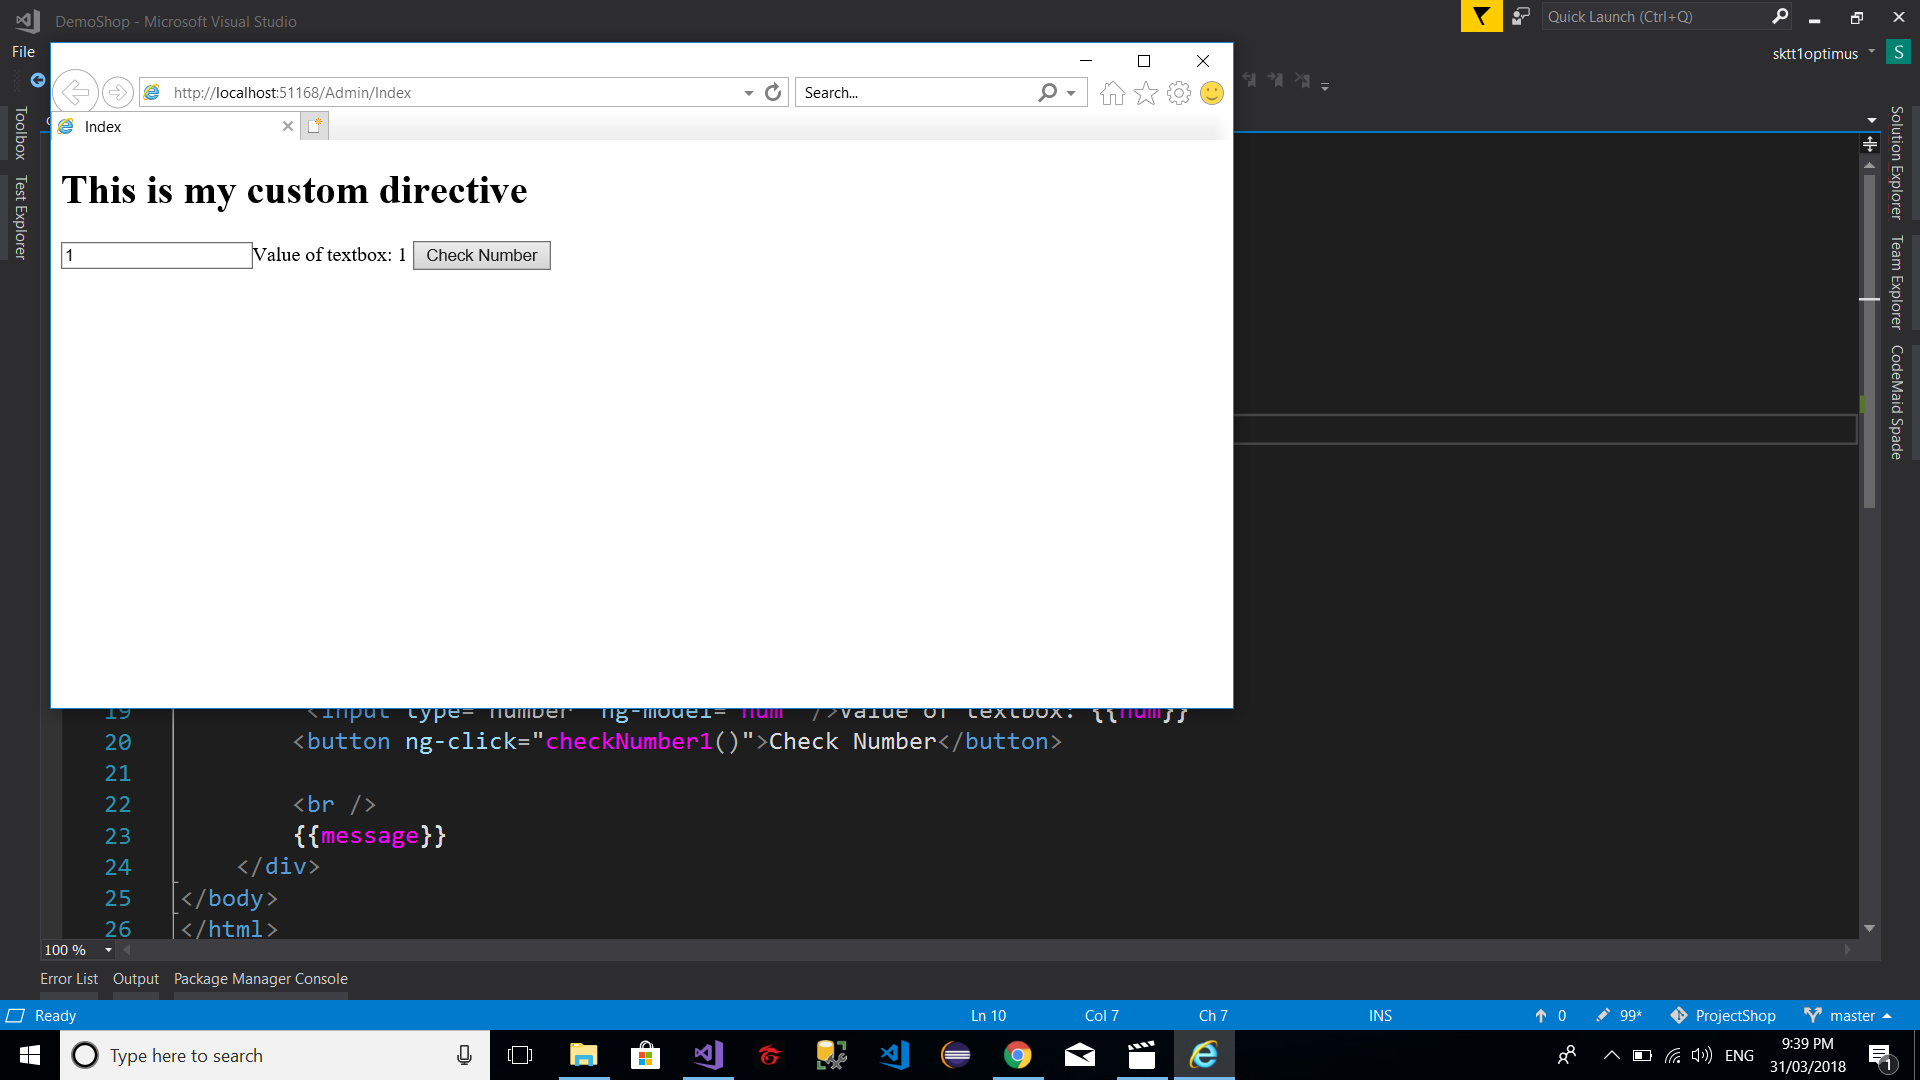 DemoShop - Microsoft Visual Studio
Quick Launch (Ctrl+Q)
File
sktt1optimus
S
http://localhost:51168/Admin/Index
Search...
Index
Toolbox
Test Explorer
Solution Explorer
Team Explorer
CodeMaid Spade
This is my custom directive
1
Value of textbox: 1
Check Number
19 <input type="number" ng-model="num" />Value of textbox: {{num}}
20 <button ng-click="checkNumber1()">Check Number</button>
21
22 <br />
23 {{message}}
24 </div>
25 </body>
26 </html>
100 %
Error List Output Package Manager Console
Ready Ln 10 Col 7 Ch 7 INS 0 99* ProjectShop master
Type here to search
ENG
9:39 PM
31/03/2018
1